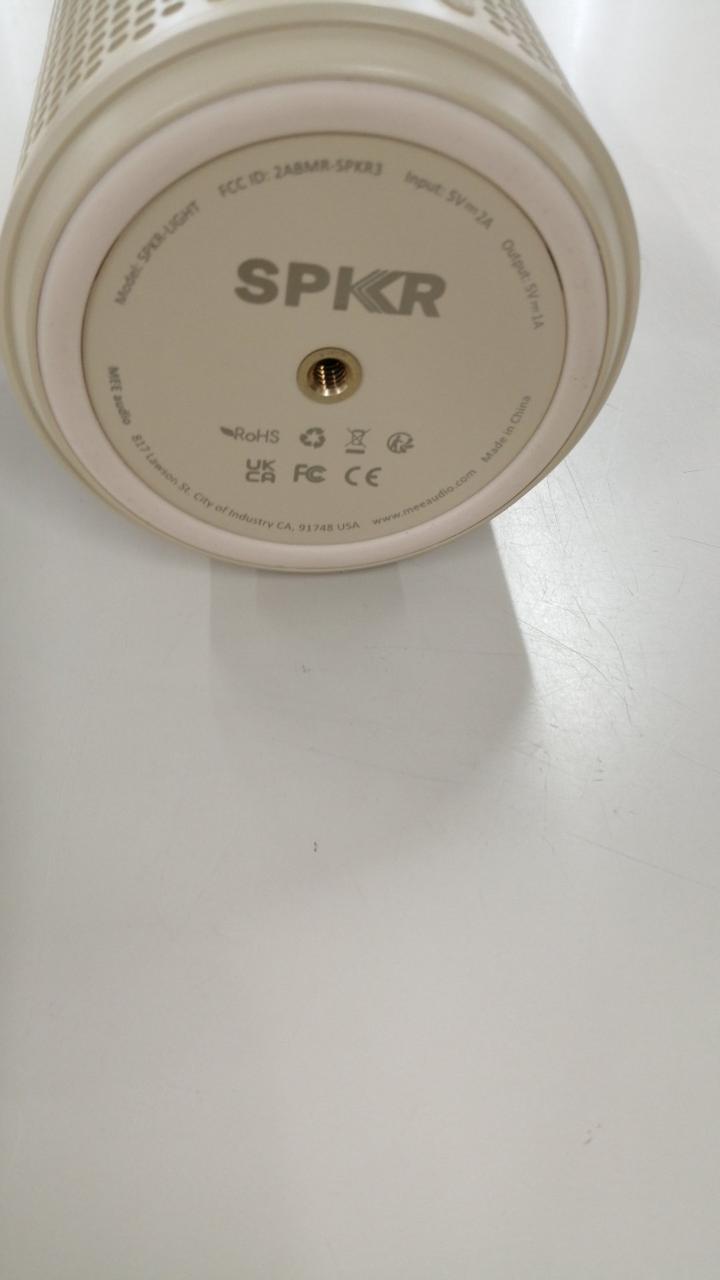 Model: SPKR-LIGHT
FCC ID: 2ABMR-SPKR3
Input: 5V⎓2A
Output: 5V⎓1A
SPKR
RoHS
UK
CA
FC
CE
MEE audio
817 Lawson St. City of Industry CA, 91748 USA
www.meeaudio.com
Made in China